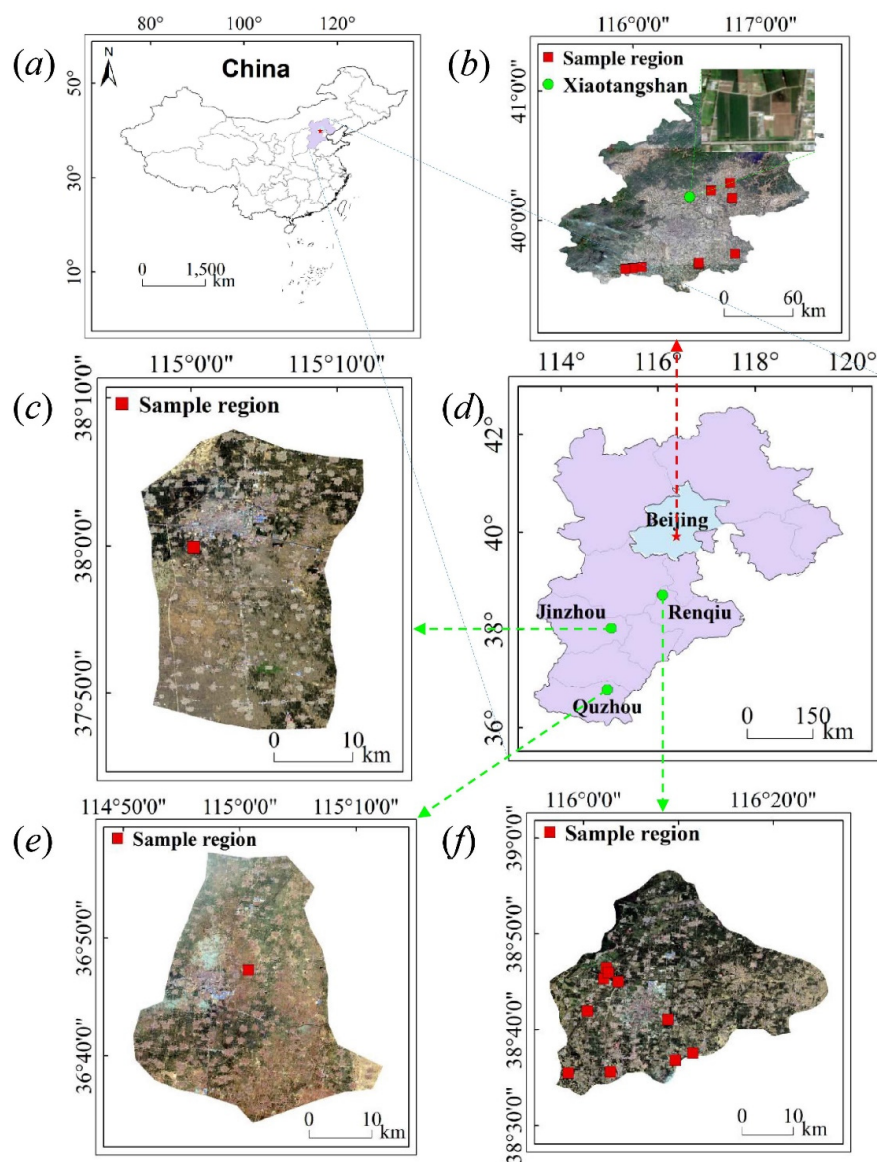 (a)
80°
100°
120°
N
China
50°
30°
10°
0
1,500
km
(b)
116°0'0"
117°0'0"
Sample region
Xiaotangshan
41°0'0"
40°0'0"
0
60
km
(c)
115°0'0"
115°10'0"
Sample region
38°10'0"
38°0'0"
37°50'0"
0
10
km
(d)
114°
116°
118°
120°
42°
40°
38°
36°
Beijing
Jinzhou
Renqiu
Quzhou
0
150
km
(e)
114°50'0"
115°0'0"
115°10'0"
Sample region
36°50'0"
36°40'0"
0
10
km
(f)
116°0'0"
116°20'0"
Sample region
39°0'0"
38°50'0"
38°40'0"
38°30'0"
0
10
km